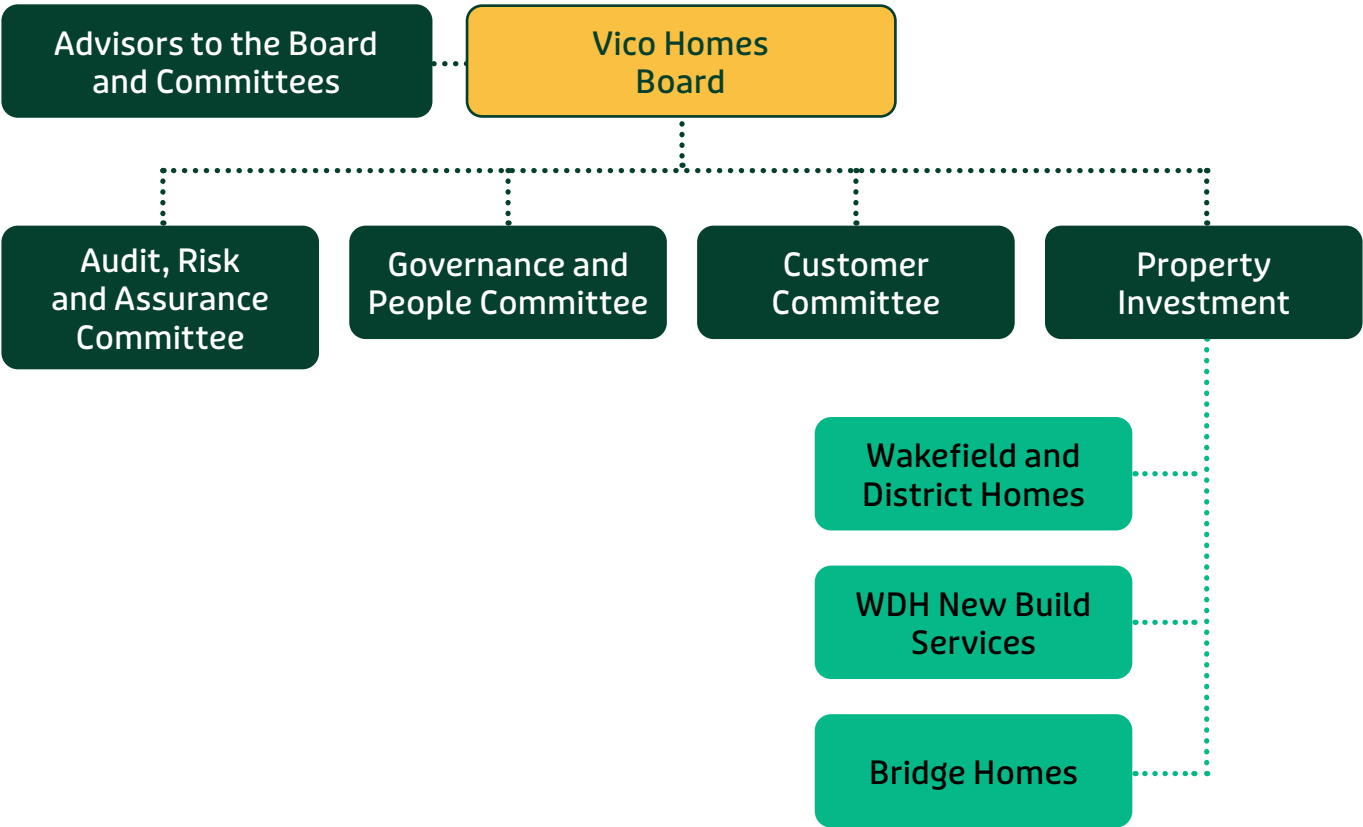 Advisors to the Board
and Committees
Vico Homes
Board
Audit, Risk
and Assurance
Committee
Governance and
People Committee
Customer
Committee
Property
Investment
Wakefield and
District Homes
WDH New Build
Services
Bridge Homes